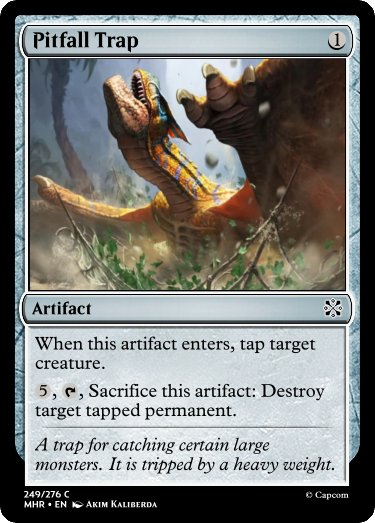 Pitfall Trap 1
Artifact
When this artifact enters, tap target
creature.
5, , Sacrifice this artifact: Destroy
target tapped permanent.
A trap for catching certain large
monsters. It is tripped by a heavy weight.
249/276 C © Capcom
MHR • EN Akim Kaliberda